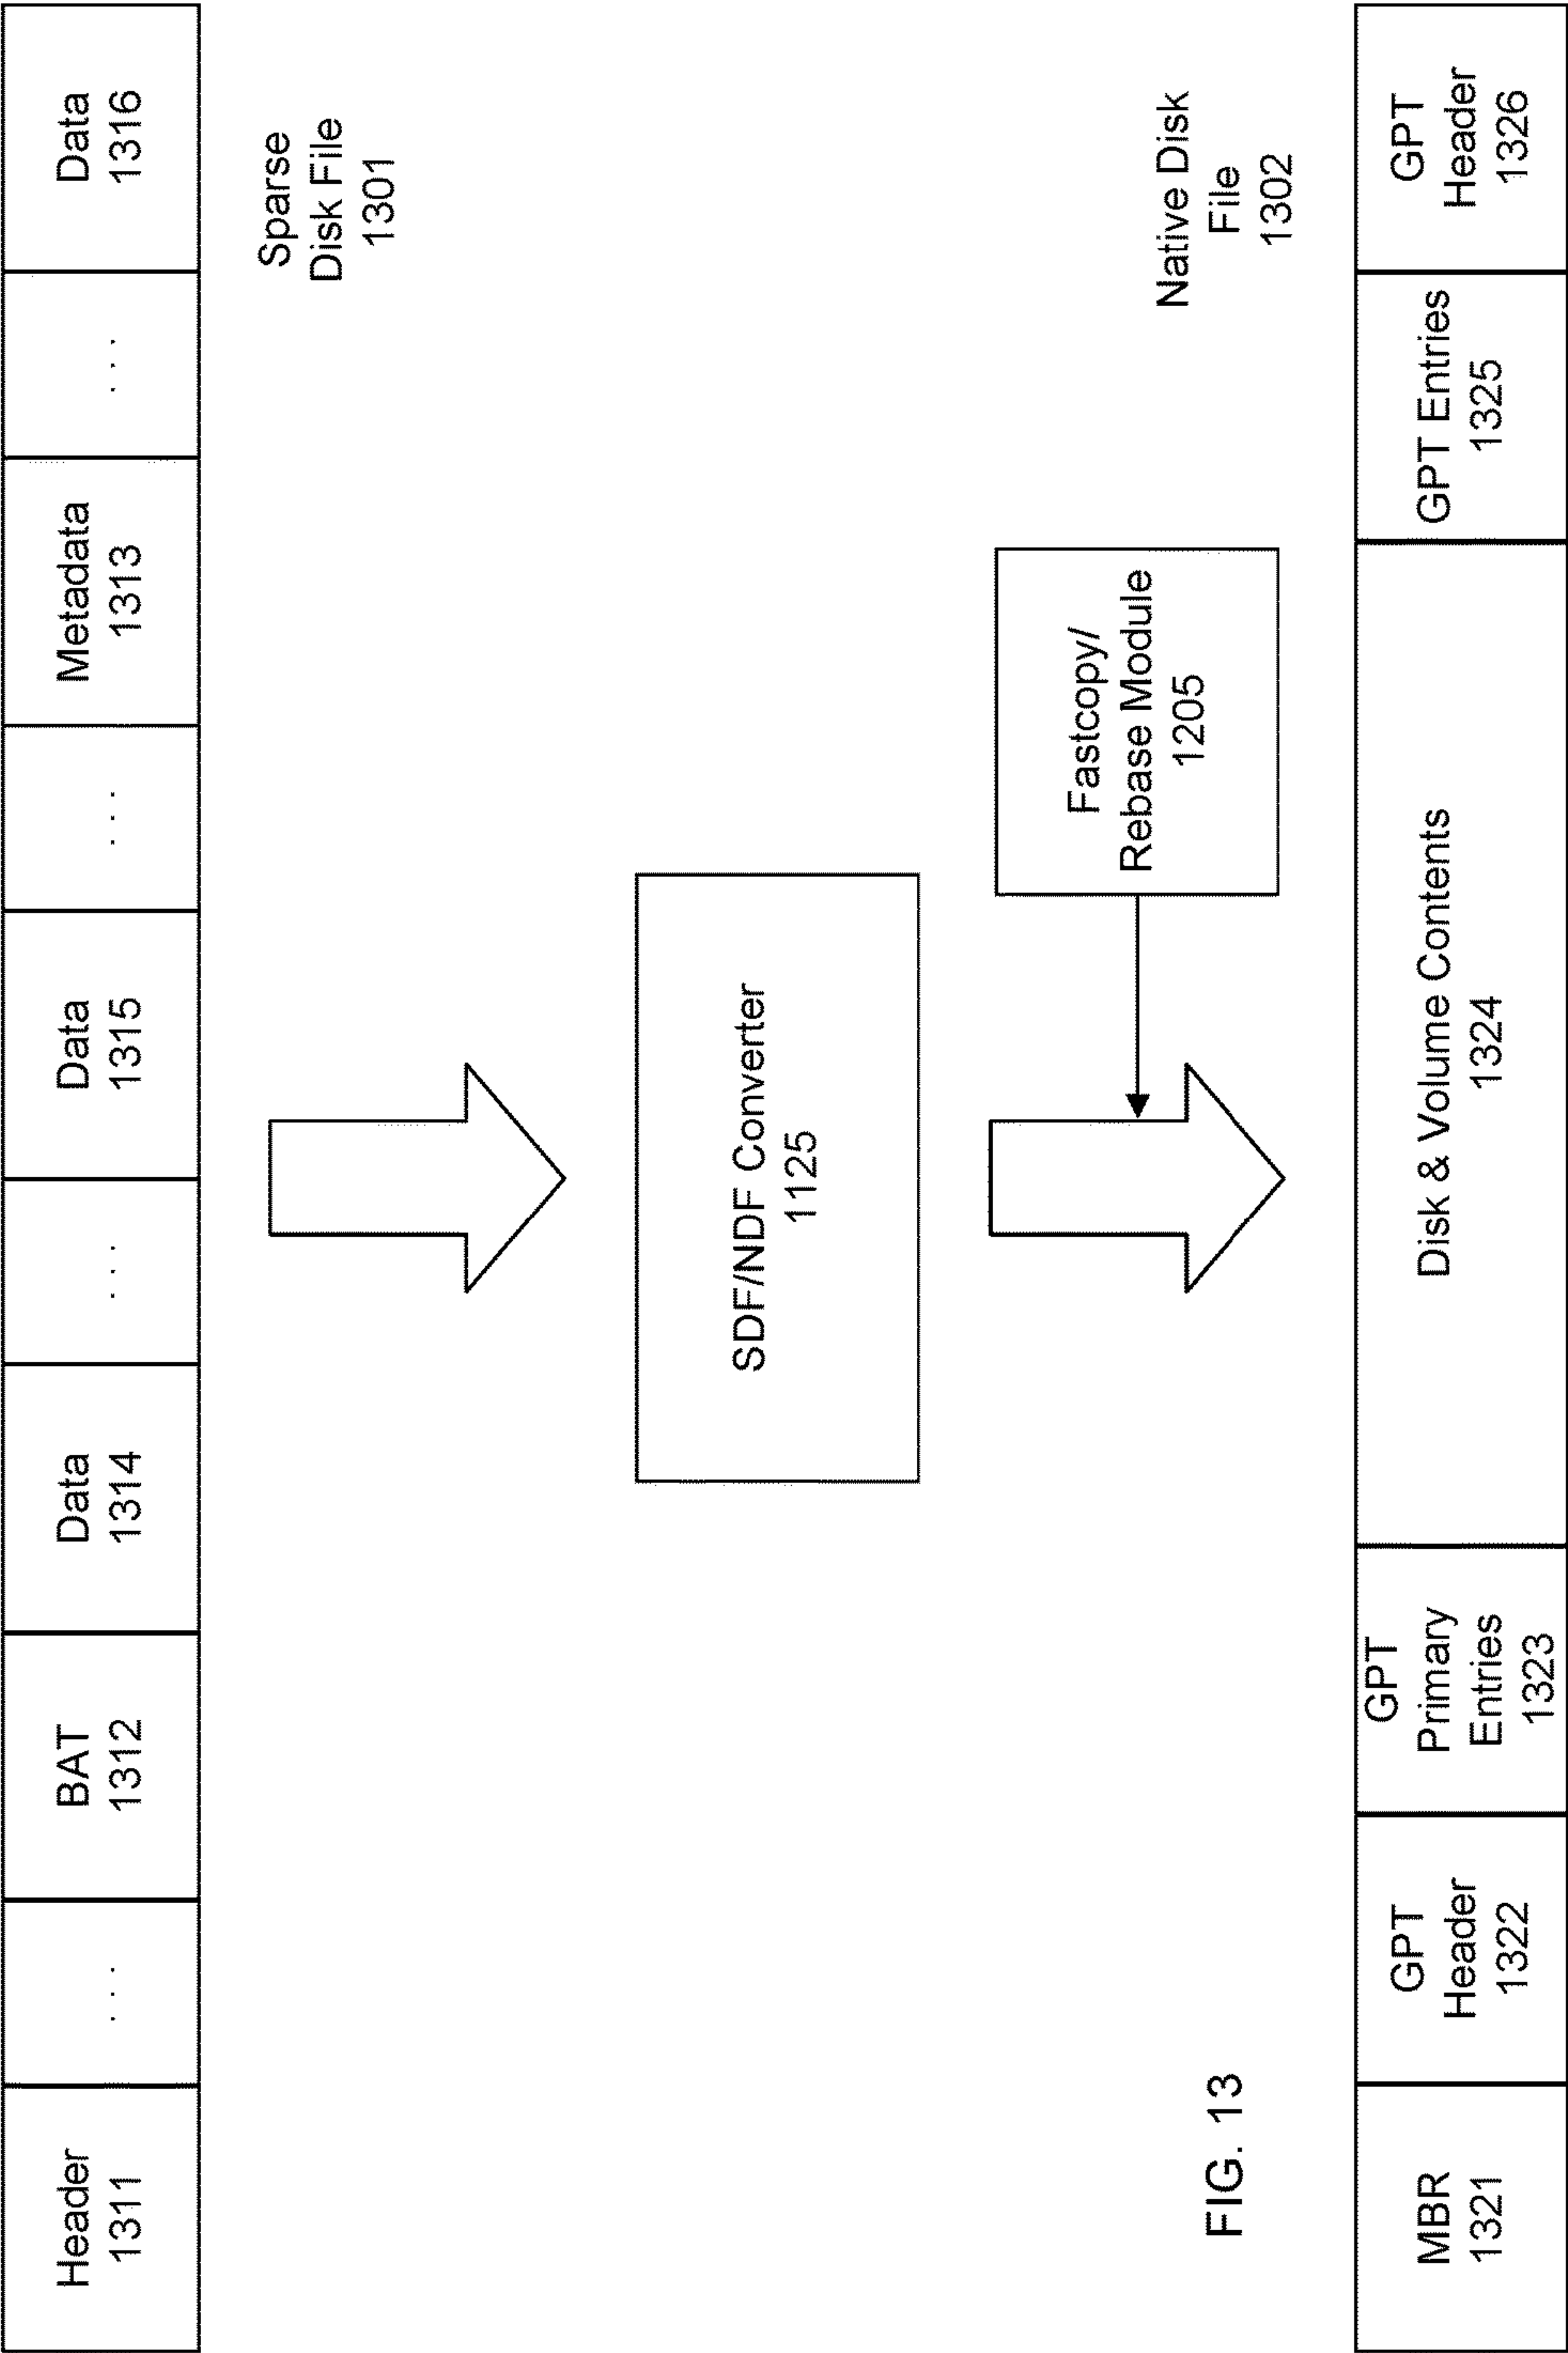 Header
1311
. . .
BAT
1312
Data
1314
. . .
Data
1315
. . .
Metadata
1313
. . .
Data
1316
Sparse
Disk File
1301
SDF/NDF Converter
1125
Fastcopy/
Rebase Module
1205
Native Disk
File
1302
FIG. 13
MBR
1321
GPT
Header
1322
GPT
Primary
Entries
1323
Disk & Volume Contents
1324
GPT Entries
1325
GPT
Header
1326